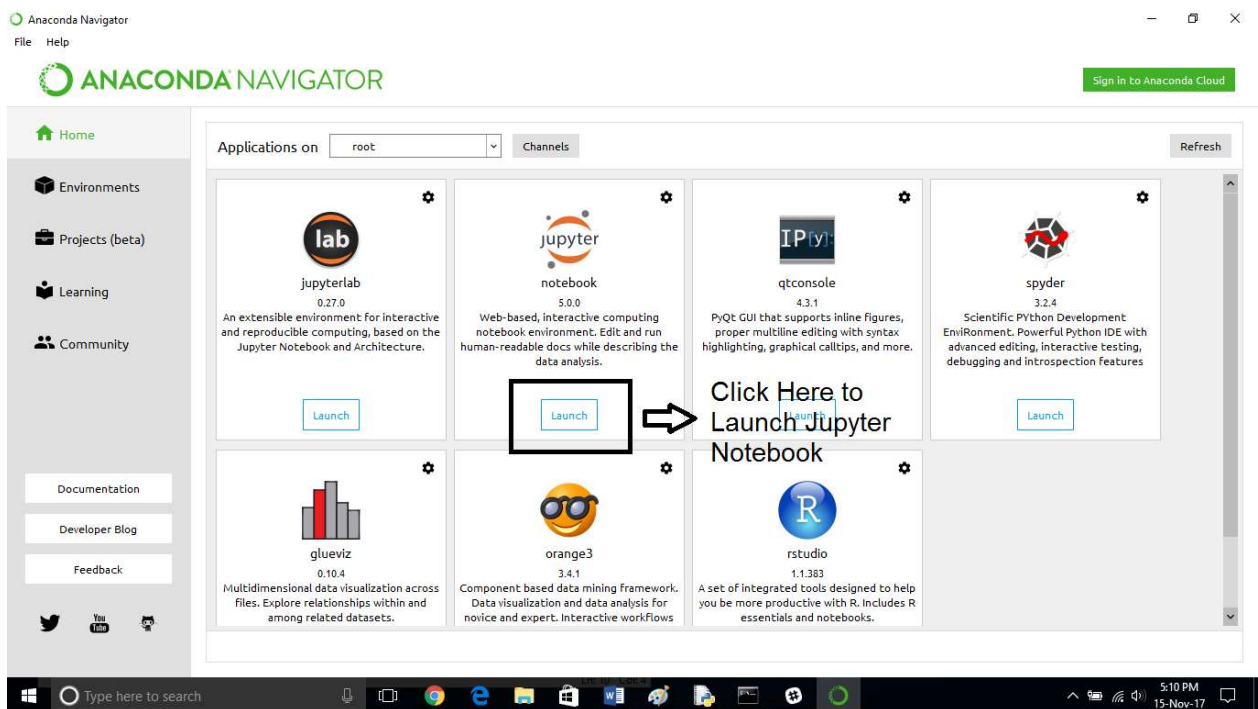 Anaconda Navigator
File Help
ANACONDA NAVIGATOR
Sign in to Anaconda Cloud
Home
Environments
Projects (beta)
Learning
Community
Documentation
Developer Blog
Feedback
You
Tube
Applications on root Channels Refresh
lab
jupyterlab
0.27.0
An extensible environment for interactive
and reproducible computing, based on the
Jupyter Notebook and Architecture.
Launch
jupyter
notebook
5.0.0
Web-based, interactive computing
notebook environment. Edit and run
human-readable docs while describing the
data analysis.
Launch
IP[y]:
qtconsole
4.3.1
PyQt GUI that supports inline figures,
proper multiline editing with syntax
highlighting, graphical calltips, and more.
Launch
Click Here to
Launch Jupyter
Notebook
spyder
3.2.4
Scientific PYthon Development
EnviRonment. Powerful Python IDE with
advanced editing, interactive testing,
debugging and introspection features
Launch
glueviz
0.10.4
Multidimensional data visualization across
files. Explore relationships within and
among related datasets.
orange3
3.4.1
Component based data mining framework.
Data visualization and data analysis for
novice and expert. Interactive workflows
R
rstudio
1.1.383
A set of integrated tools designed to help
you be more productive with R. Includes R
essentials and notebooks.
Type here to search
5:10 PM
15-Nov-17